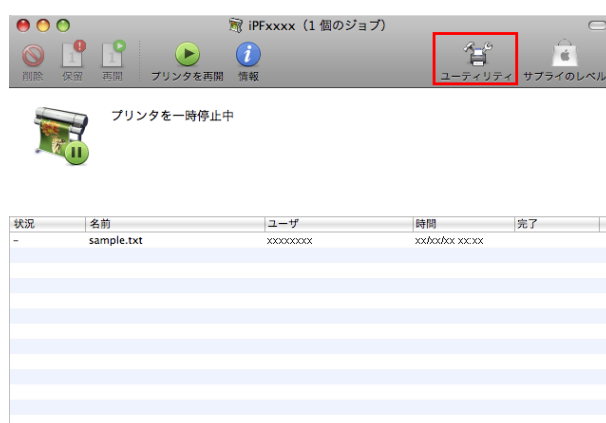 iPFxxxx（1 個のジョブ）
削除 保留 再開 プリンタを再開 情報 ユーティリティ サプライのレベル
プリンタを一時停止中
状況 名前 ユーザ 時間 完了
– sample.txt xxxxxxxx xx/xx/xx xx:xx